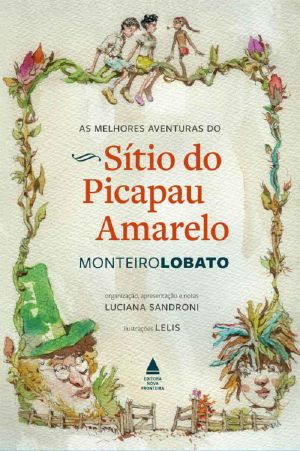 AS MELHORES AVENTURAS DO
Sítio do
Picapau
Amarelo
MONTEIROLOBATO
organização, apresentação e notas
LUCIANA SANDRONI
ilustrações LELIS
EDITORA
NOVA
FRONTEIRA